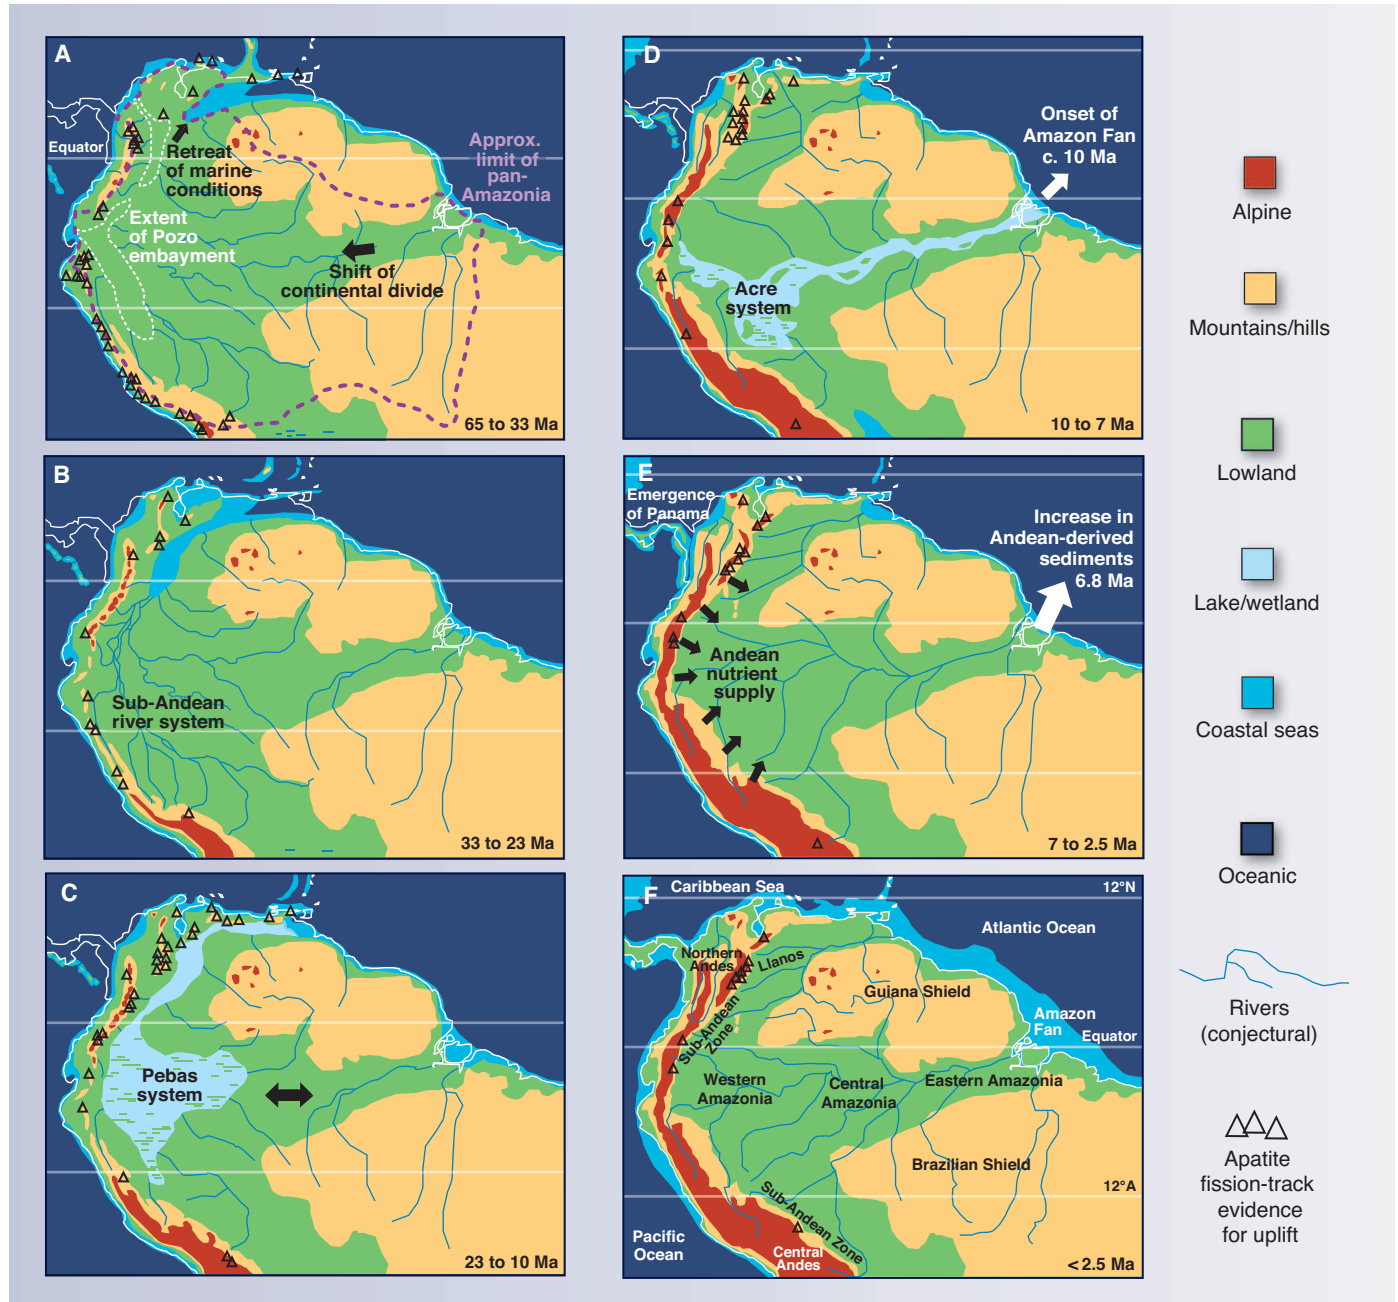 A
Equator
Retreat
of marine
conditions
Approx.
limit of
pan-
Amazonia
Extent
of Pozo
embayment
Shift of
continental divide
65 to 33 Ma
B
Sub-Andean
river system
33 to 23 Ma
C
Pebas
system
23 to 10 Ma
D
Onset of
Amazon Fan
c. 10 Ma
Acre
system
10 to 7 Ma
E
Emergence
of Panama
Increase in
Andean-derived
sediments
6.8 Ma
Andean
nutrient
supply
7 to 2.5 Ma
F
Caribbean Sea
12°N
Atlantic Ocean
Northern
Andes
Llanos
Guiana Shield
Amazon
Fan
Equator
Sub-Andean
Zone
Western
Amazonia
Central
Amazonia
Eastern Amazonia
Brazilian Shield
12°A
Sub-Andean Zone
Pacific
Ocean
Central
Andes
< 2.5 Ma
Alpine
Mountains/hills
Lowland
Lake/wetland
Coastal seas
Oceanic
Rivers
(conjectural)
Apatite
fission-track
evidence
for uplift